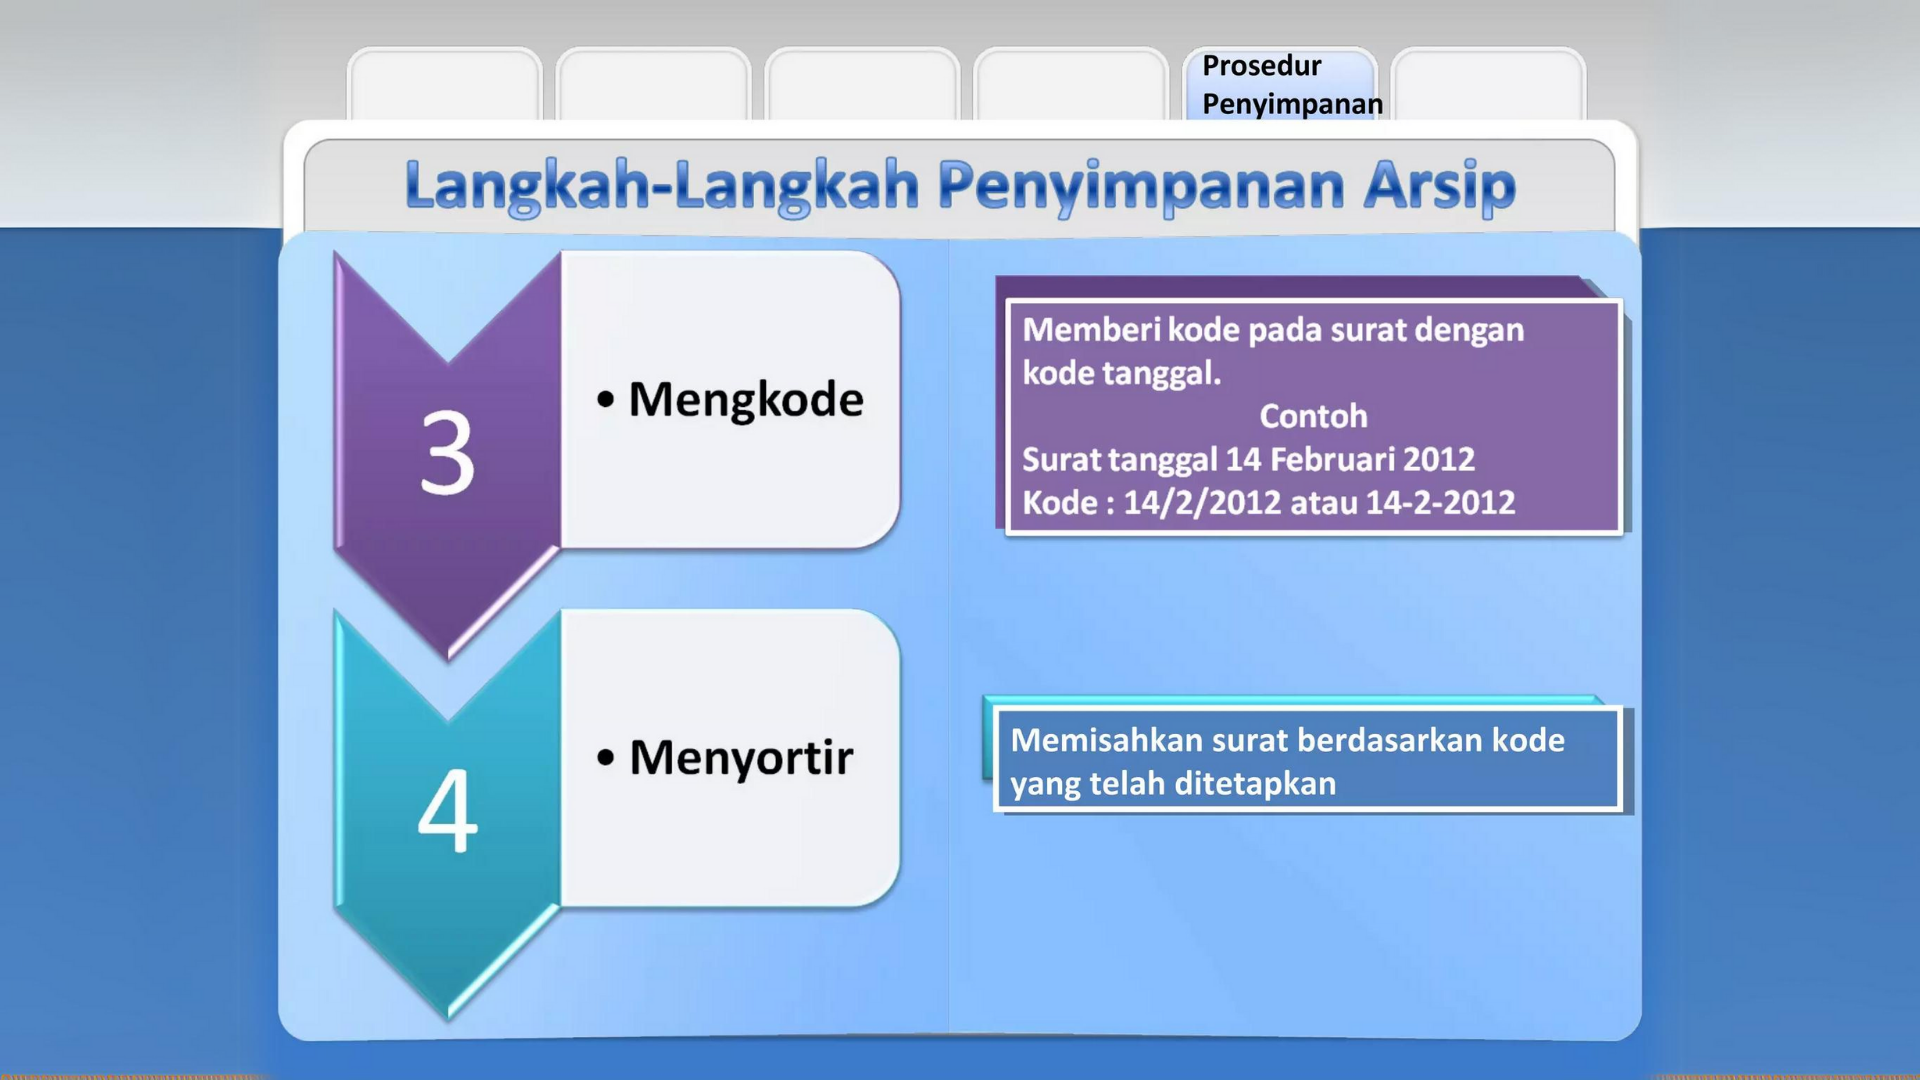 Prosedur
Penyimpanan
Langkah-Langkah Penyimpanan Arsip
3
• Mengkode
Memberi kode pada surat dengan
kode tanggal.
Contoh
Surat tanggal 14 Februari 2012
Kode : 14/2/2012 atau 14-2-2012
4
• Menyortir
Memisahkan surat berdasarkan kode
yang telah ditetapkan